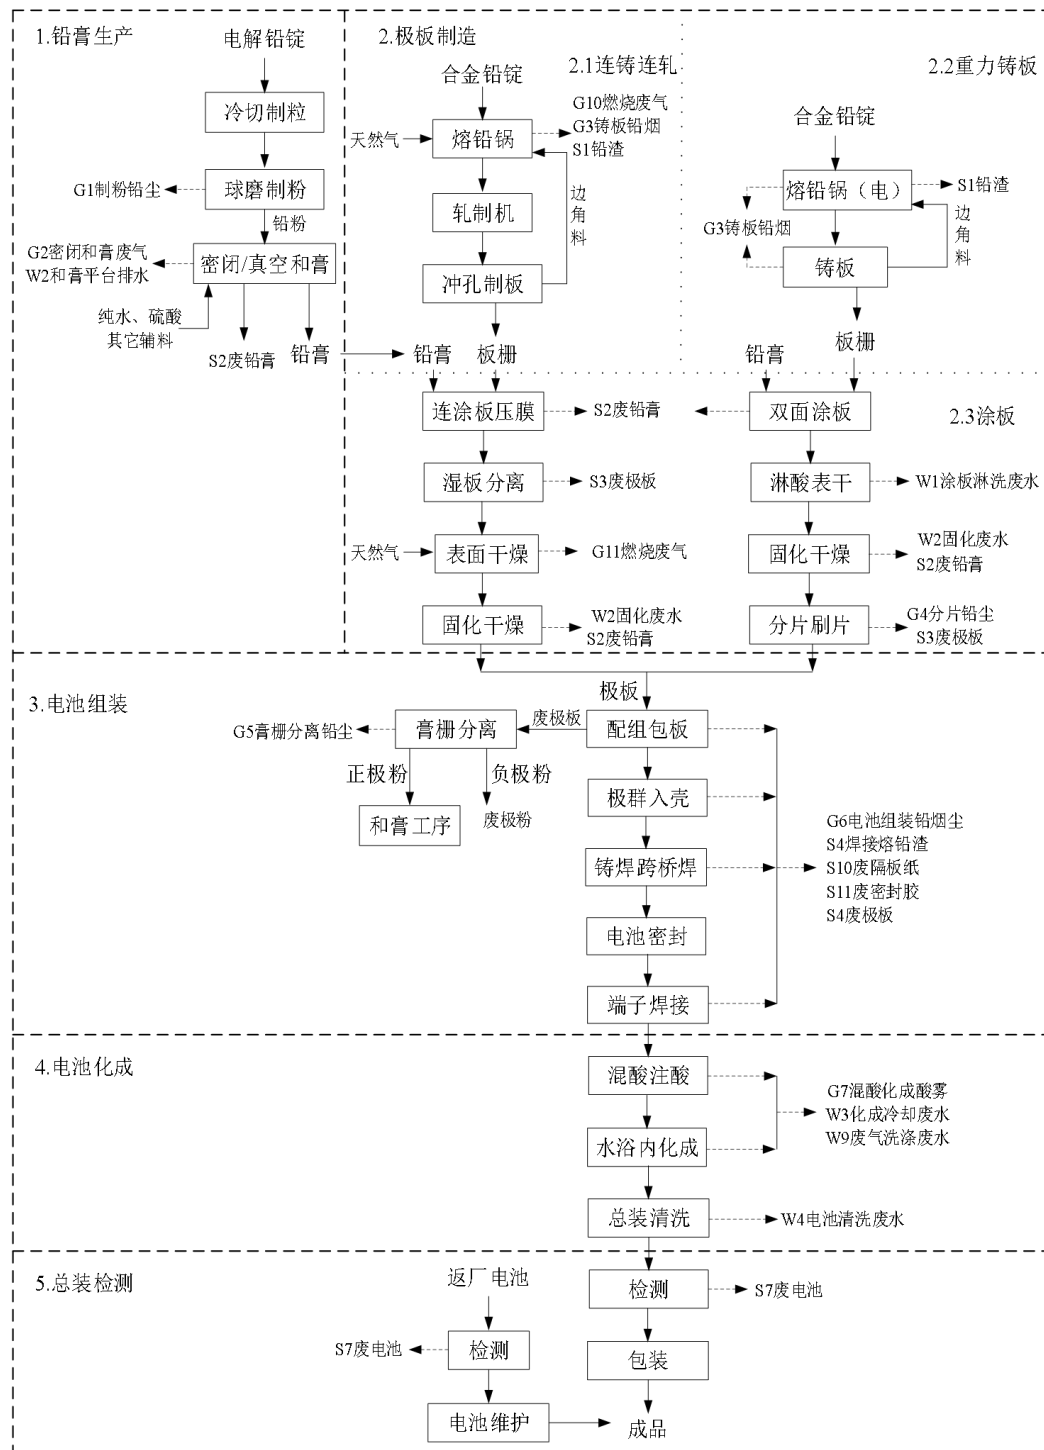 1.铅膏生产
电解铅锭
冷切制粒
球磨制粉
G1制粉铅尘
铅粉
密闭/真空和膏
G2密闭和膏废气
W2和膏平台排水
纯水、硫酸
其它辅料
S2废铅膏
铅膏
2.极板制造
2.1连铸连轧
合金铅锭
天然气
熔铅锅
G10燃烧废气
G3铸板铅烟
S1铅渣
轧制机
边角料
冲孔制板
铅膏
板栅
2.2重力铸板
合金铅锭
熔铅锅（电）
S1铅渣
G3铸板铅烟
边角料
铸板
铅膏
板栅
2.3涂板
连涂板压膜
S2废铅膏
双面涂板
湿板分离
S3废极板
淋酸表干
W1涂板淋洗废水
天然气
表面干燥
G11燃烧废气
固化干燥
W2固化废水
S2废铅膏
固化干燥
W2固化废水
S2废铅膏
分片刷片
G4分片铅尘
S3废极板
3.电池组装
极板
配组包板
废极板
膏栅分离
G5膏栅分离铅尘
正极粉
负极粉
和膏工序
废极粉
极群入壳
铸焊跨桥焊
电池密封
端子焊接
G6电池组装铅烟尘
S4焊接熔铅渣
S10废隔板纸
S11废密封胶
S4废极板
4.电池化成
混酸注酸
水浴内化成
G7混酸化成酸雾
W3化成冷却废水
W9废气洗涤废水
总装清洗
W4电池清洗废水
5.总装检测
返厂电池
检测
S7废电池
检测
S7废电池
包装
电池维护
成品